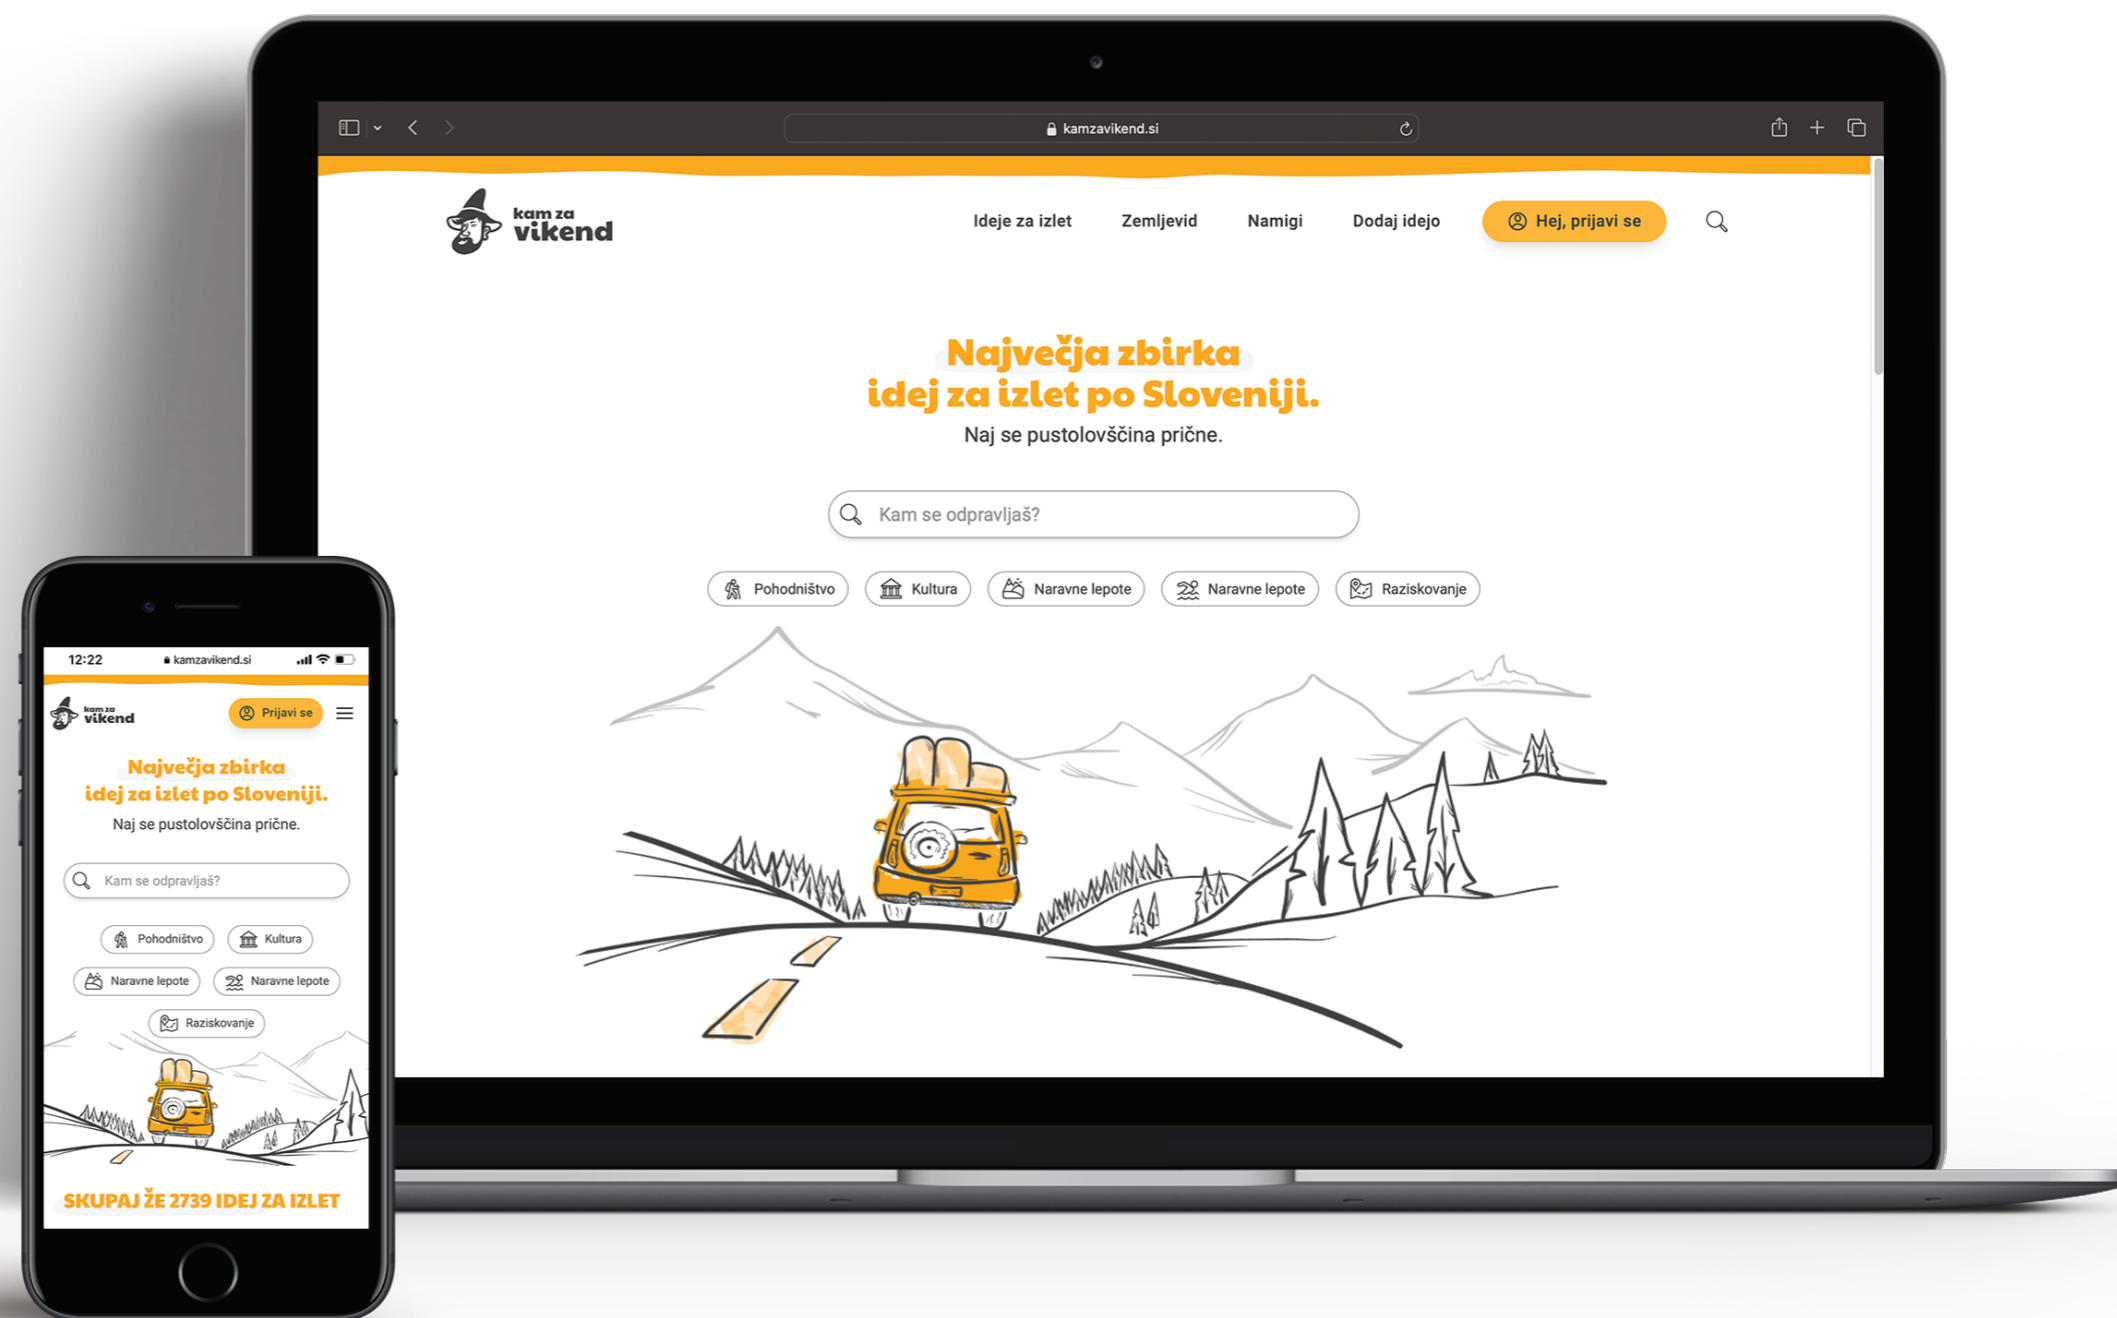 kamzavikend.si
kam za
vikend
Ideje za izlet
Zemljevid
Namigi
Dodaj idejo
Hej, prijavi se
Največja zbirka
idej za izlet po Sloveniji.
Naj se pustolovščina prične.
Kam se odpravljaš?
Pohodništvo
Kultura
Naravne lepote
Naravne lepote
Raziskovanje
12:22
kamzavikend.si
kam za
vikend
Prijavi se
Največja zbirka
idej za izlet po Sloveniji.
Naj se pustolovščina prične.
Kam se odpravljaš?
Pohodništvo
Kultura
Naravne lepote
Naravne lepote
Raziskovanje
SKUPAJ ŽE 2739 IDEJ ZA IZLET